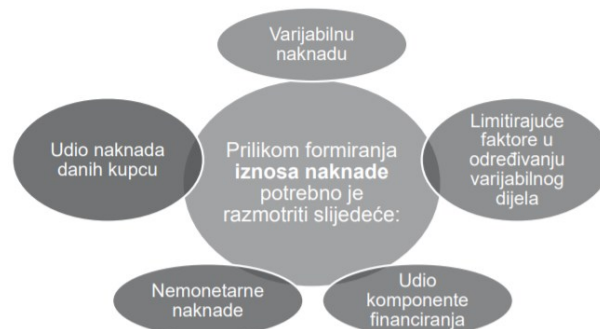 Varijabilnu
naknadu
Udio naknada
danih kupcu
Prilikom formiranja
iznosa naknade
potrebno je
razmotriti slijedeće:
Limitirajuće
faktore u
određivanju
varijabilnog
dijela
Nemonetarne
naknade
Udio
komponente
financiranja